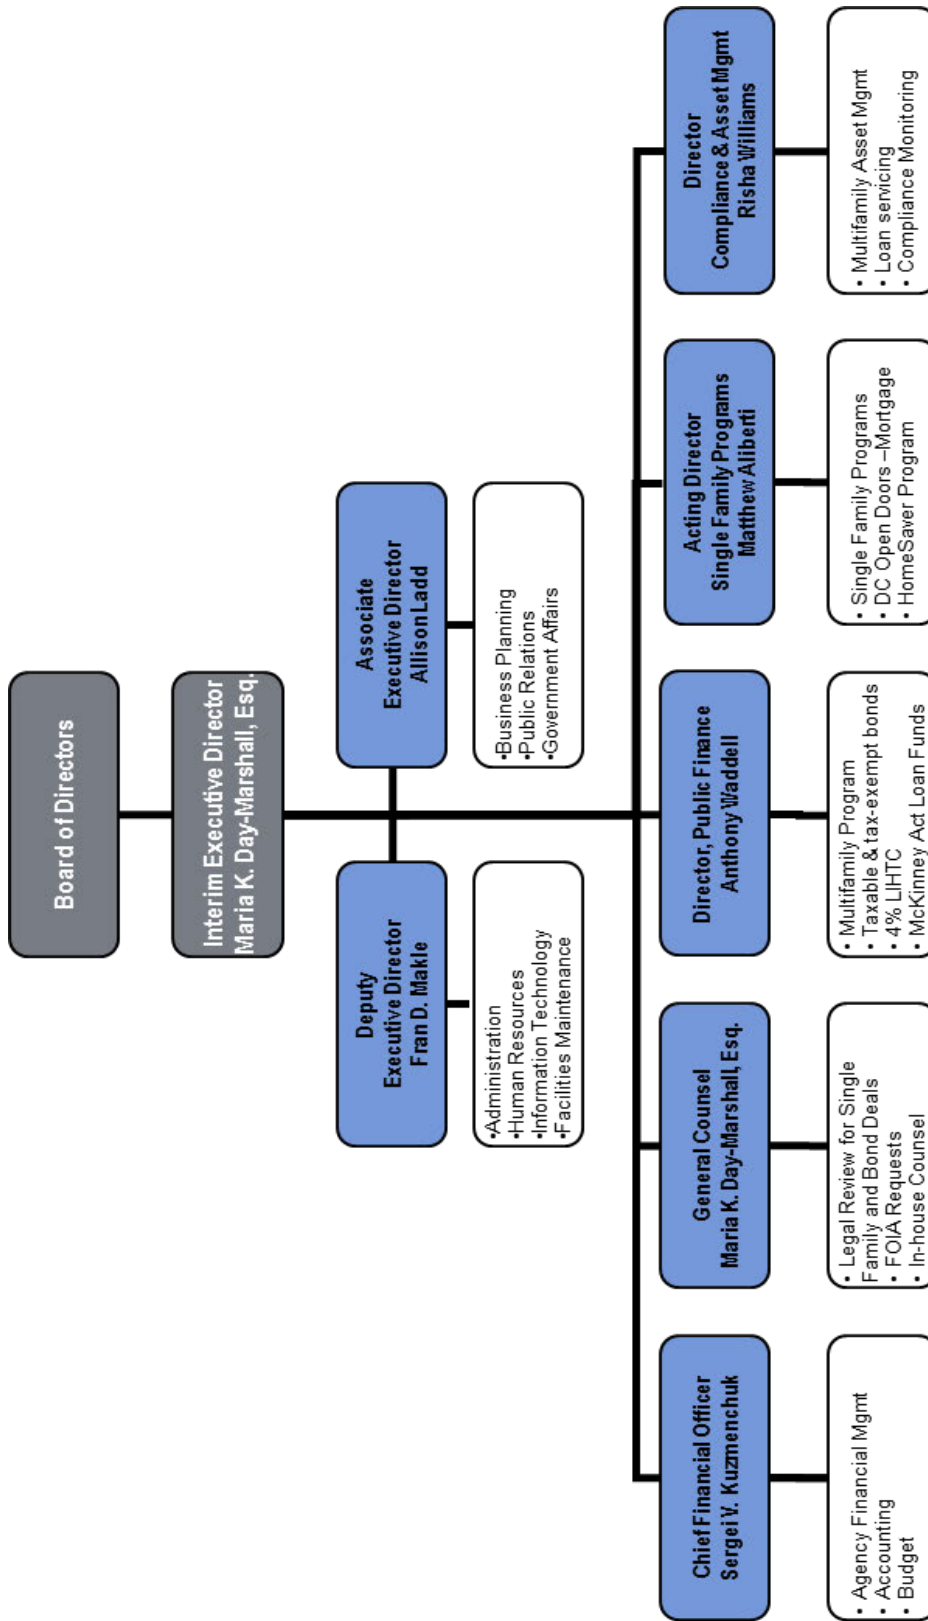 Board of Directors
Interim Executive Director
Maria K. Day-Marshall, Esq.
Deputy
Executive Director
Fran D. Makle
•Administration
•Human Resources
•Information Technology
•Facilities Maintenance
Associate
Executive Director
Allison Ladd
•Business Planning
•Public Relations
•Government Affairs
Chief Financial Officer
Sergei V. Kuzmenchuk
• Agency Financial Mgmt
• Accounting
• Budget
General Counsel
Maria K. Day-Marshall, Esq.
• Legal Review for Single
Family and Bond Deals
• FOIA Requests
• In-house Counsel
Director, Public Finance
Anthony Waddell
• Multifamily Program
• Taxable & tax-exempt bonds
• 4% LIHTC
• McKinney Act Loan Funds
Acting Director
Single Family Programs
Matthew Aliberti
• Single Family Programs
• DC Open Doors –Mortgage
• HomeSaver Program
Director
Compliance & Asset Mgmt
Risha Williams
• Multifamily Asset Mgmt
• Loan servicing
• Compliance Monitoring